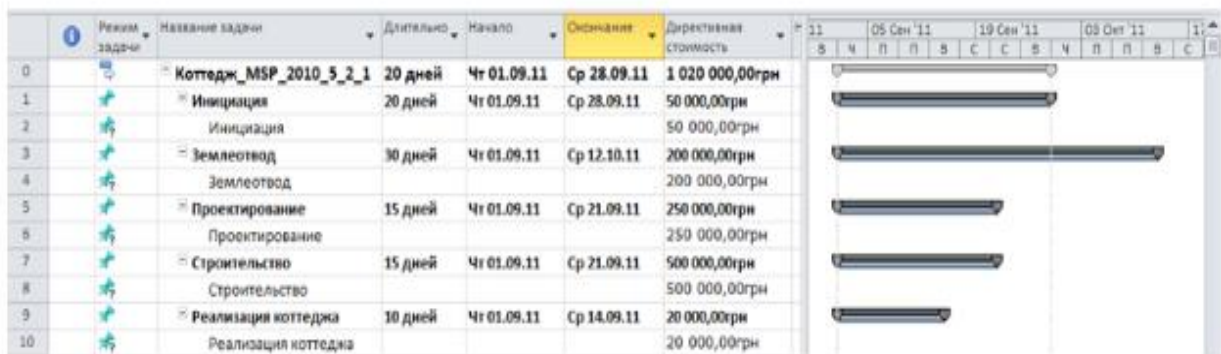 Режим задачи Название задачи Длительно Начало Окончание Директивная стоимость 11 05 Сен '11 19 Сен '11 03 Окт '11
В Ч П П В С С В Ч П П В С
0 Коттедж_MSP_2010_5_2_1 20 дней Чт 01.09.11 Ср 28.09.11 1 020 000,00грн
1 Инициация 20 дней Чт 01.09.11 Ср 28.09.11 50 000,00грн
2 Инициация 50 000,00грн
3 Землеотвод 30 дней Чт 01.09.11 Ср 12.10.11 200 000,00грн
4 Землеотвод 200 000,00грн
5 Проектирование 15 дней Чт 01.09.11 Ср 21.09.11 250 000,00грн
6 Проектирование 250 000,00грн
7 Строительство 15 дней Чт 01.09.11 Ср 21.09.11 500 000,00грн
8 Строительство 500 000,00грн
9 Реализация коттеджа 10 дней Чт 01.09.11 Ср 14.09.11 20 000,00грн
10 Реализация коттеджа 20 000,00грн